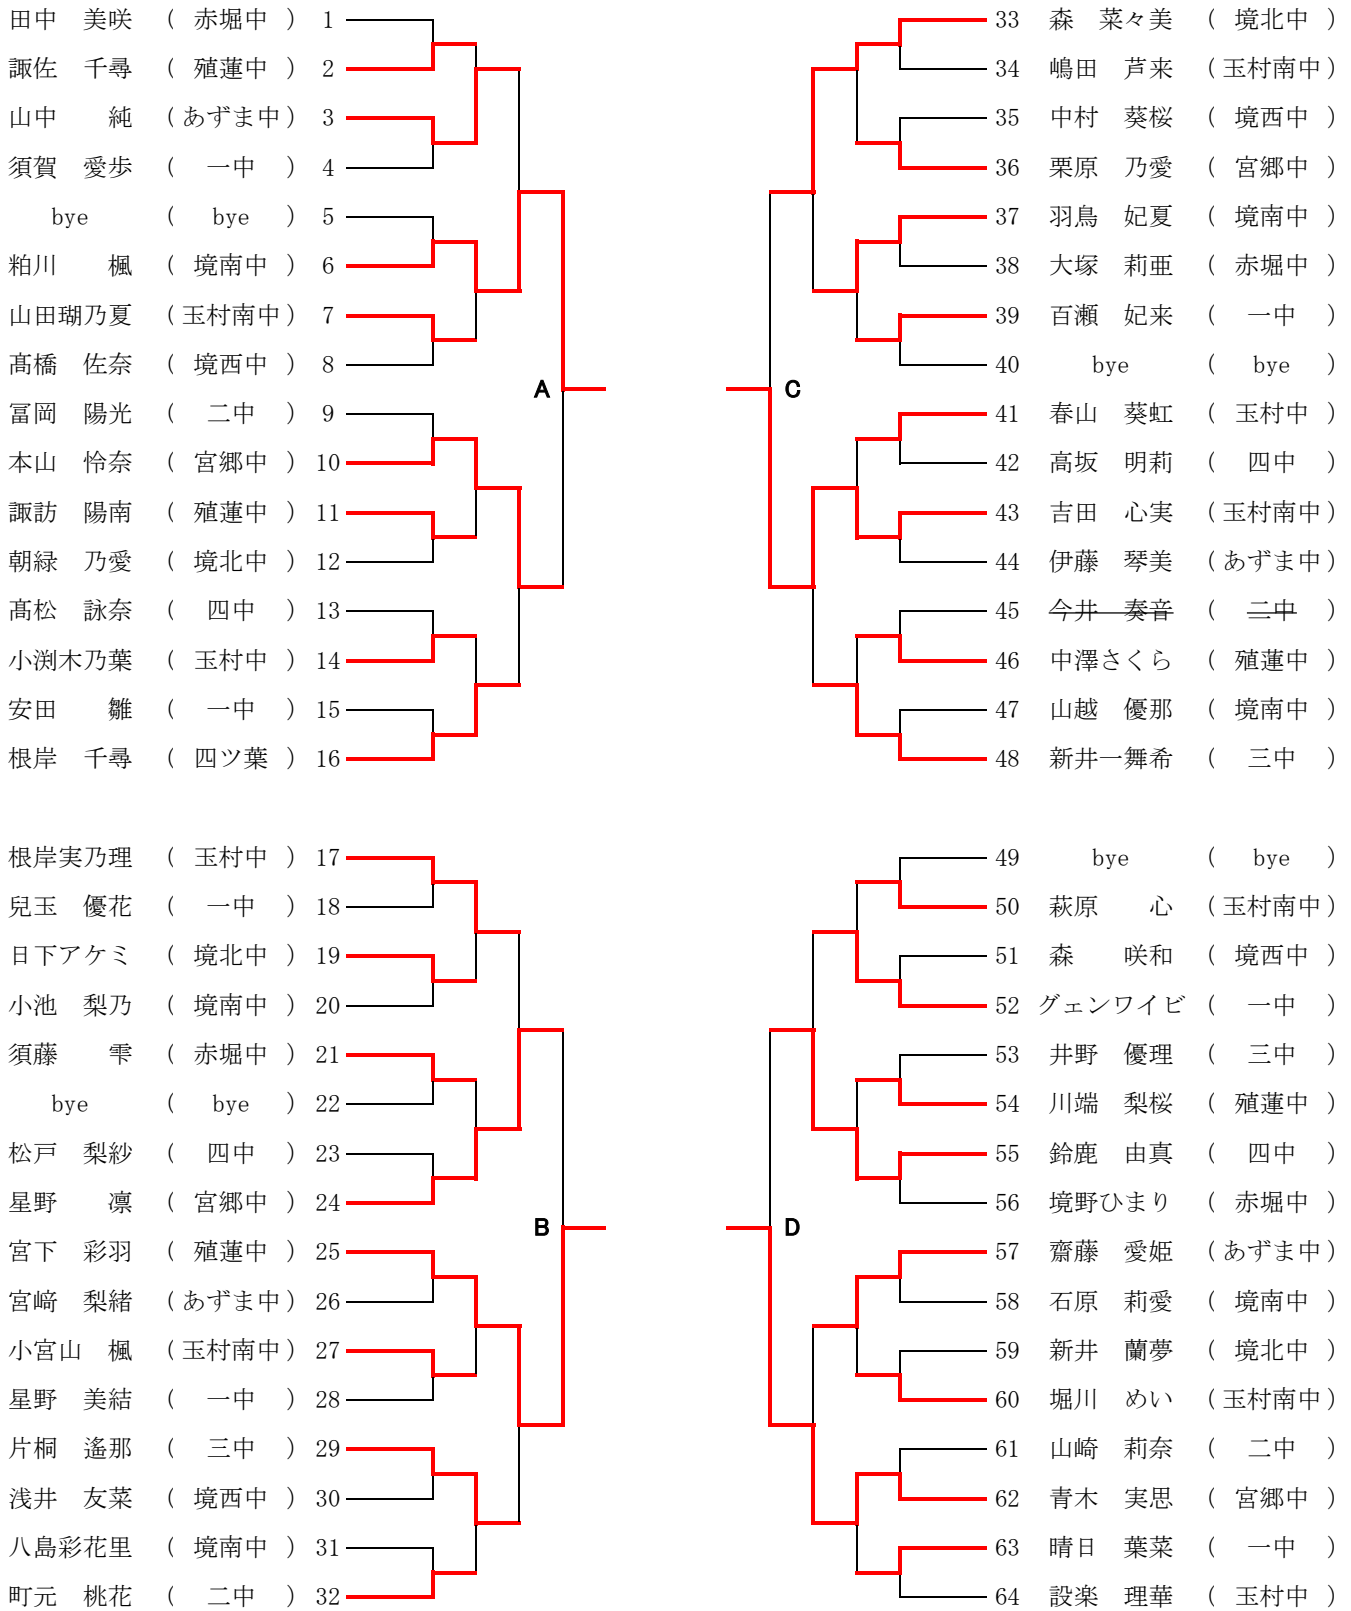 田中 美咲 ( 赤堀中 ) 1
諏佐 千尋 ( 殖蓮中 ) 2
山中 純 ( あずま中 ) 3
須賀 愛歩 ( 一中 ) 4
bye ( bye ) 5
粕川 楓 ( 境南中 ) 6
山田瑚乃夏 ( 玉村南中 ) 7
髙橋 佐奈 ( 境西中 ) 8
冨岡 陽光 ( 二中 ) 9
本山 怜奈 ( 宮郷中 ) 10
諏訪 陽南 ( 殖蓮中 ) 11
朝緑 乃愛 ( 境北中 ) 12
髙松 詠奈 ( 四中 ) 13
小渕木乃葉 ( 玉村中 ) 14
安田 雛 ( 一中 ) 15
根岸 千尋 ( 四ツ葉 ) 16
A
根岸実乃理 ( 玉村中 ) 17
兒玉 優花 ( 一中 ) 18
日下アケミ ( 境北中 ) 19
小池 梨乃 ( 境南中 ) 20
須藤 雫 ( 赤堀中 ) 21
bye ( bye ) 22
松戸 梨紗 ( 四中 ) 23
星野 凛 ( 宮郷中 ) 24
宮下 彩羽 ( 殖蓮中 ) 25
宮﨑 梨緒 ( あずま中 ) 26
小宮山 楓 ( 玉村南中 ) 27
星野 美結 ( 一中 ) 28
片桐 遙那 ( 三中 ) 29
浅井 友菜 ( 境西中 ) 30
八島彩花里 ( 境南中 ) 31
町元 桃花 ( 二中 ) 32
B
33 森 菜々美 ( 境北中 )
34 嶋田 芦来 ( 玉村南中 )
35 中村 葵桜 ( 境西中 )
36 栗原 乃愛 ( 宮郷中 )
37 羽鳥 妃夏 ( 境南中 )
38 大塚 莉亜 ( 赤堀中 )
39 百瀬 妃来 ( 一中 )
40 bye ( bye )
41 春山 葵虹 ( 玉村中 )
42 高坂 明莉 ( 四中 )
43 吉田 心実 ( 玉村南中 )
44 伊藤 琴美 ( あずま中 )
45 今井 奏音 ( 二中 )
46 中澤さくら ( 殖蓮中 )
47 山越 優那 ( 境南中 )
48 新井一舞希 ( 三中 )
C
49 bye ( bye )
50 萩原 心 ( 玉村南中 )
51 森 咲和 ( 境西中 )
52 グェンワイビ ( 一中 )
53 井野 優理 ( 三中 )
54 川端 梨桜 ( 殖蓮中 )
55 鈴鹿 由真 ( 四中 )
56 境野ひまり ( 赤堀中 )
57 齋藤 愛姫 ( あずま中 )
58 石原 莉愛 ( 境南中 )
59 新井 蘭夢 ( 境北中 )
60 堀川 めい ( 玉村南中 )
61 山崎 莉奈 ( 二中 )
62 青木 実思 ( 宮郷中 )
63 晴日 葉菜 ( 一中 )
64 設楽 理華 ( 玉村中 )
D